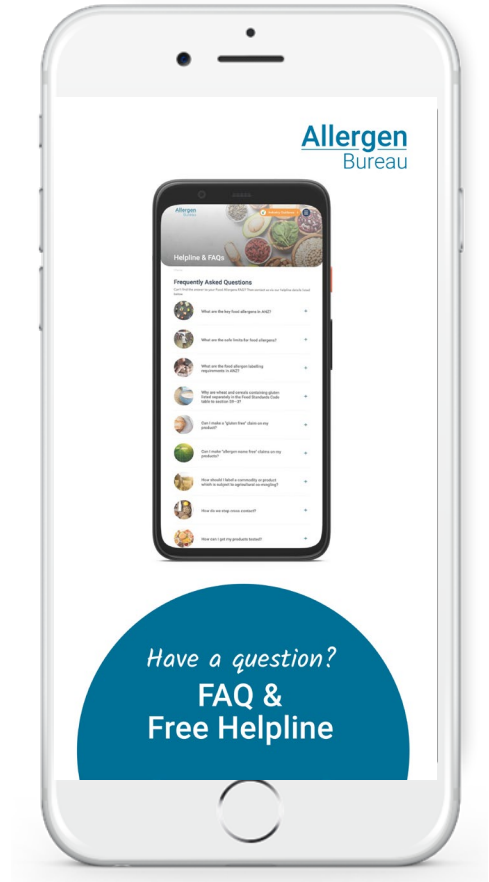 Allergen
Bureau
Allergen
Bureau
Helpline & FAQs
Frequently Asked Questions
What are the key food allergens in ANZ?
What are the safe limits for food allergens?
What are the food allergen labelling
requirements in ANZ?
Why are wheat and cereals containing gluten
listed separately in the Food Standards Code
table to section S9-3?
Can I make a "gluten free" claim on my
product?
Can I make "allergen name free" claims on my
products?
How should I label a commodity or product
which is subject to agricultural co-mingling?
How do we stop cross contact?
How can I get my products tested?
Have a question?
FAQ &
Free Helpline